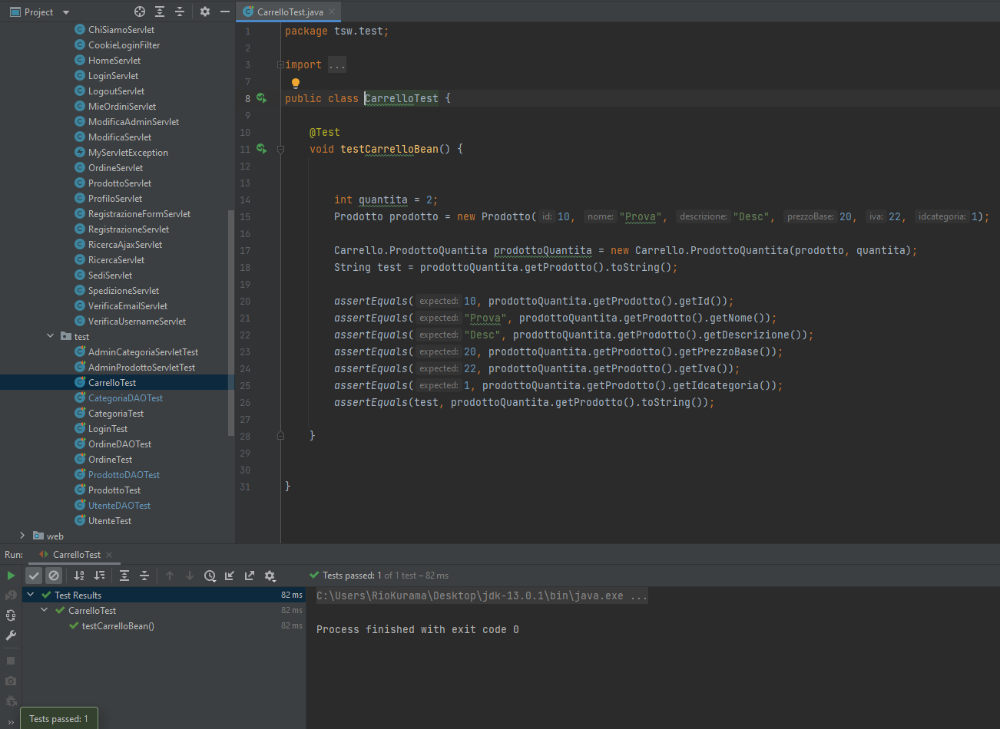 Project
CarrelloTest.java
ChiSiamoServlet
CookieLoginFilter
HomeServlet
LoginServlet
LogoutServlet
MieOrdiniServlet
ModificaAdminServlet
ModificaServlet
MyServletException
OrdineServlet
ProdottoServlet
ProfiloServlet
RegistrazioneFormServlet
RegistrazioneServlet
RicercaAjaxServlet
RicercaServlet
SediServlet
SpedizioneServlet
VerificaEmailServlet
VerificaUsernameServlet
test
AdminCategoriaServletTest
AdminProdottoServletTest
CarrelloTest
CategoriaDAOTest
CategoriaTest
LoginTest
OrdineDAOTest
OrdineTest
ProdottoDAOTest
ProdottoTest
UtenteDAOTest
UtenteTest
web
1 package tsw.test;
2
3 import ...
7
8 public class CarrelloTest {
9
10 @Test
11 void testCarrelloBean() {
12
13
14 int quantita = 2;
15 Prodotto prodotto = new Prodotto( id: 10, nome: "Prova", descrizione: "Desc", prezzoBase: 20, iva: 22, idcategoria: 1);
16
17 Carrello.ProdottoQuantita prodottoQuantita = new Carrello.ProdottoQuantita(prodotto, quantita);
18 String test = prodottoQuantita.getProdotto().toString();
19
20 assertEquals( expected: 10, prodottoQuantita.getProdotto().getId());
21 assertEquals( expected: "Prova", prodottoQuantita.getProdotto().getNome());
22 assertEquals( expected: "Desc", prodottoQuantita.getProdotto().getDescrizione());
23 assertEquals( expected: 20, prodottoQuantita.getProdotto().getPrezzoBase());
24 assertEquals( expected: 22, prodottoQuantita.getProdotto().getIva());
25 assertEquals( expected: 1, prodottoQuantita.getProdotto().getIdcategoria());
26 assertEquals(test, prodottoQuantita.getProdotto().toString());
27
28 }
29
30
31 }
Run: CarrelloTest
Tests passed: 1 of 1 test – 82 ms
Test Results 82 ms
CarrelloTest 82 ms
testCarrelloBean() 82 ms
C:\Users\RioKurama\Desktop\jdk-13.0.1\bin\java.exe ...
Process finished with exit code 0
Tests passed: 1